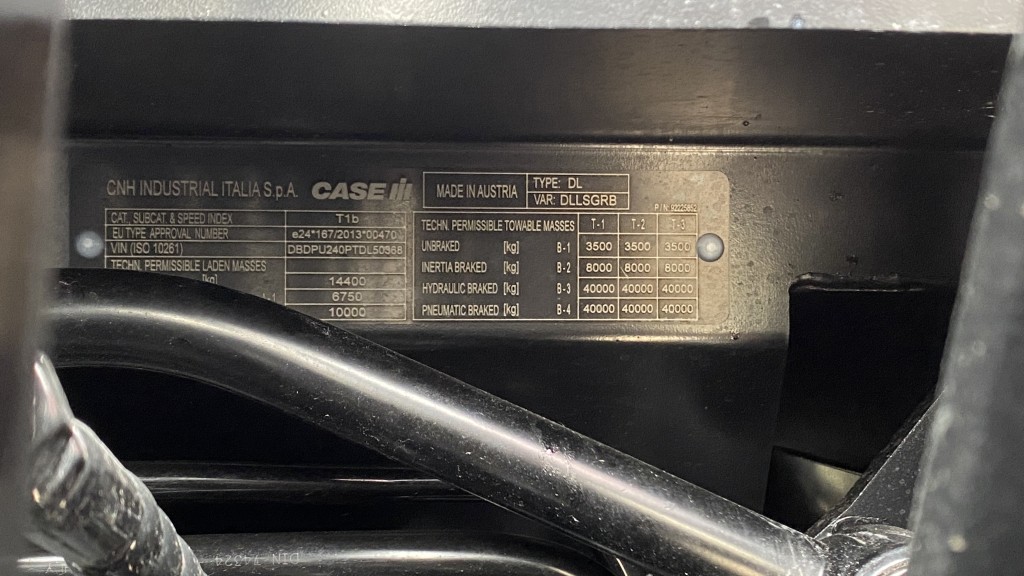 CNH INDUSTRIAL ITALIA S.p.A. CASE IH
CAT., SUBCAT. & SPEED INDEX T1b
EU TYPE APPROVAL NUMBER e24*167/2013*00470
VIN (ISO 10261) DBDPU240PTDL50368
TECHN. PERMISSIBLE LADEN MASSES
[kg] 14400
6750
10000
MADE IN AUSTRIA TYPE: DL
VAR: DLLSGRB
P/N: 92225852
TECHN. PERMISSIBLE TOWABLE MASSES T-1 T-2 T-3
UNBRAKED [kg] B-1 3500 3500 3500
INERTIA BRAKED [kg] B-2 8000 8000 8000
HYDRAULIC BRAKED [kg] B-3 40000 40000 40000
PNEUMATIC BRAKED [kg] B-4 40000 40000 40000
DIN